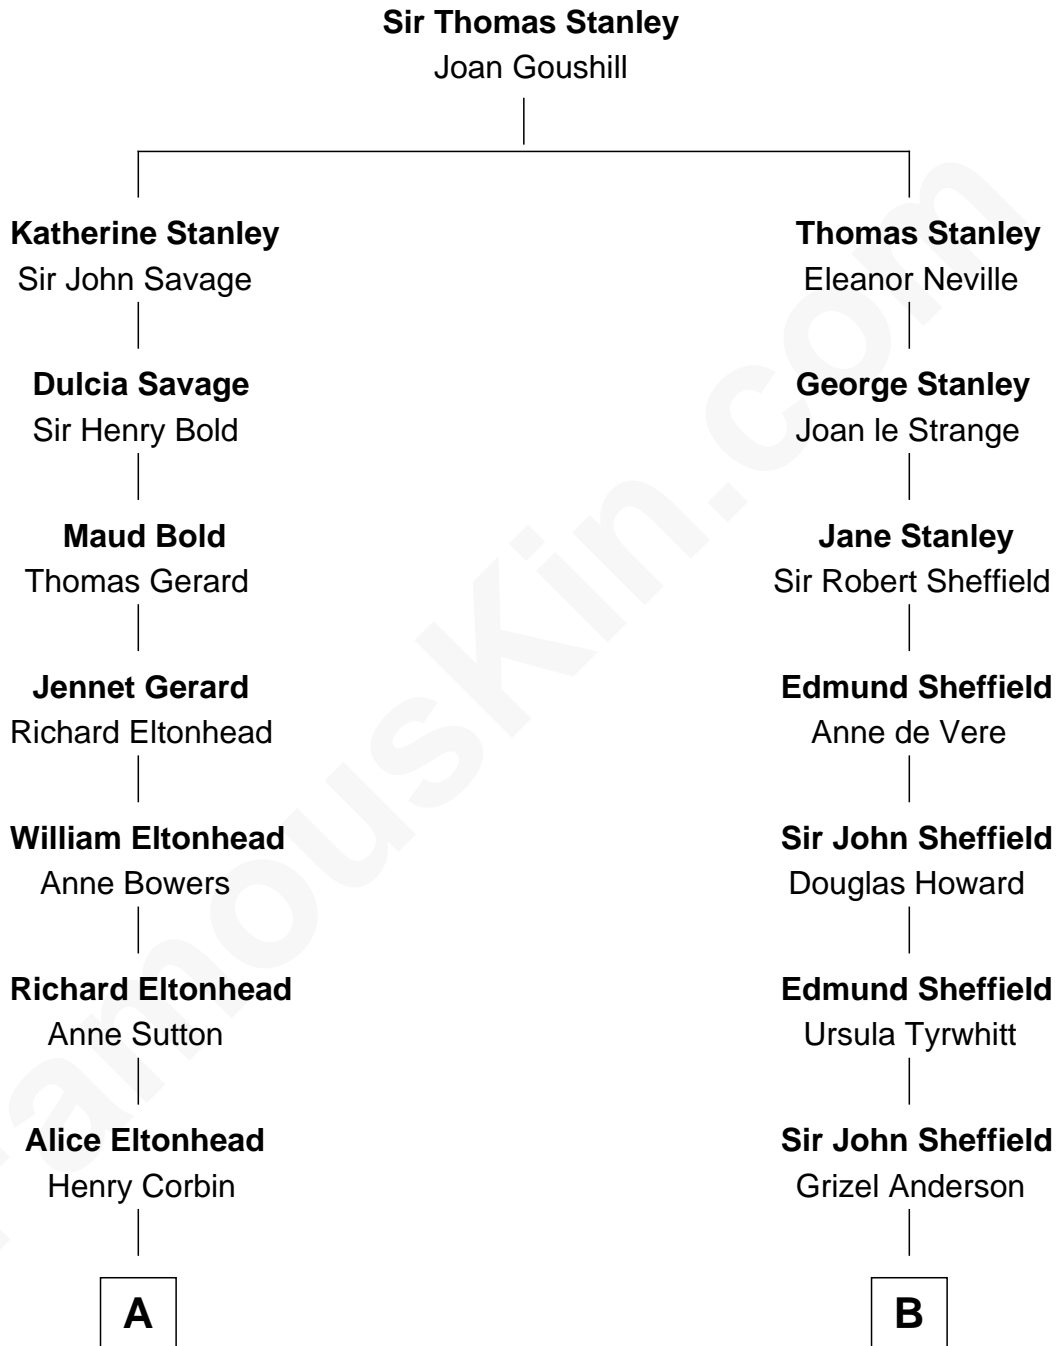 Sir Thomas Stanley
Joan Goushill
Katherine Stanley
Sir John Savage
Thomas Stanley
Eleanor Neville
Dulcia Savage
Sir Henry Bold
George Stanley
Joan le Strange
Maud Bold
Thomas Gerard
Jane Stanley
Sir Robert Sheffield
Jennet Gerard
Richard Eltonhead
Edmund Sheffield
Anne de Vere
William Eltonhead
Anne Bowers
Sir John Sheffield
Douglas Howard
Richard Eltonhead
Anne Sutton
Edmund Sheffield
Ursula Tyrwhitt
Alice Eltonhead
Henry Corbin
Sir John Sheffield
Grizel Anderson
A
B
FamousKin.com